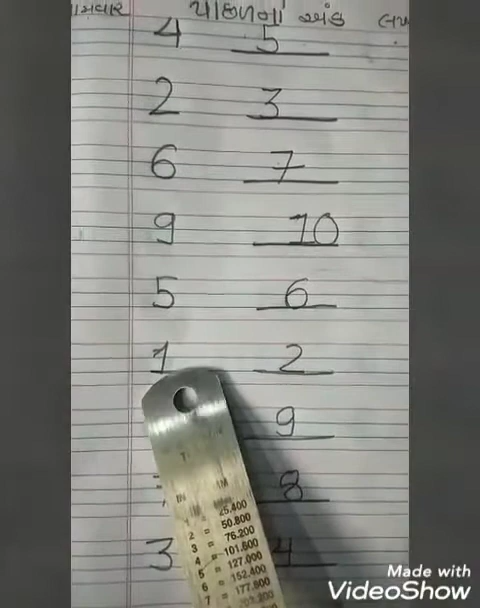 પાછળનાં અંક
4 5
2 3
6 7
9 10
5 6
1 2
9
8
3 4
IN MM
1 = 25.400
2 = 50.800
3 = 76.200
4 = 101.600
5 = 127.000
6 = 152.400
7 = 177.800
Made with
VideoShow